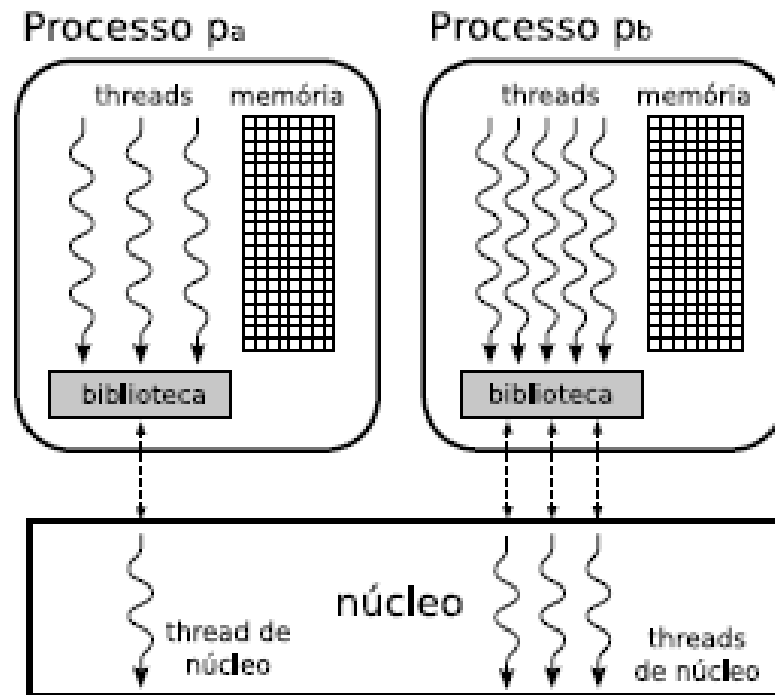 Processo pa
Processo pb
threads memória
threads memória
biblioteca
biblioteca
núcleo
thread de
núcleo
threads
de núcleo